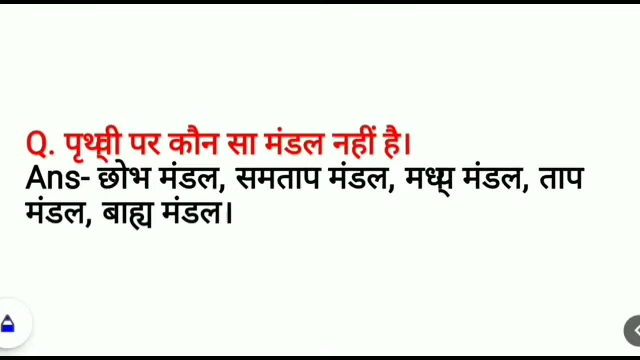 Q. पृथ्वी पर कौन सा मंडल नहीं है।
Ans- छोभ मंडल, समताप मंडल, मध्य मंडल, ताप
मंडल, बाह्य मंडल।